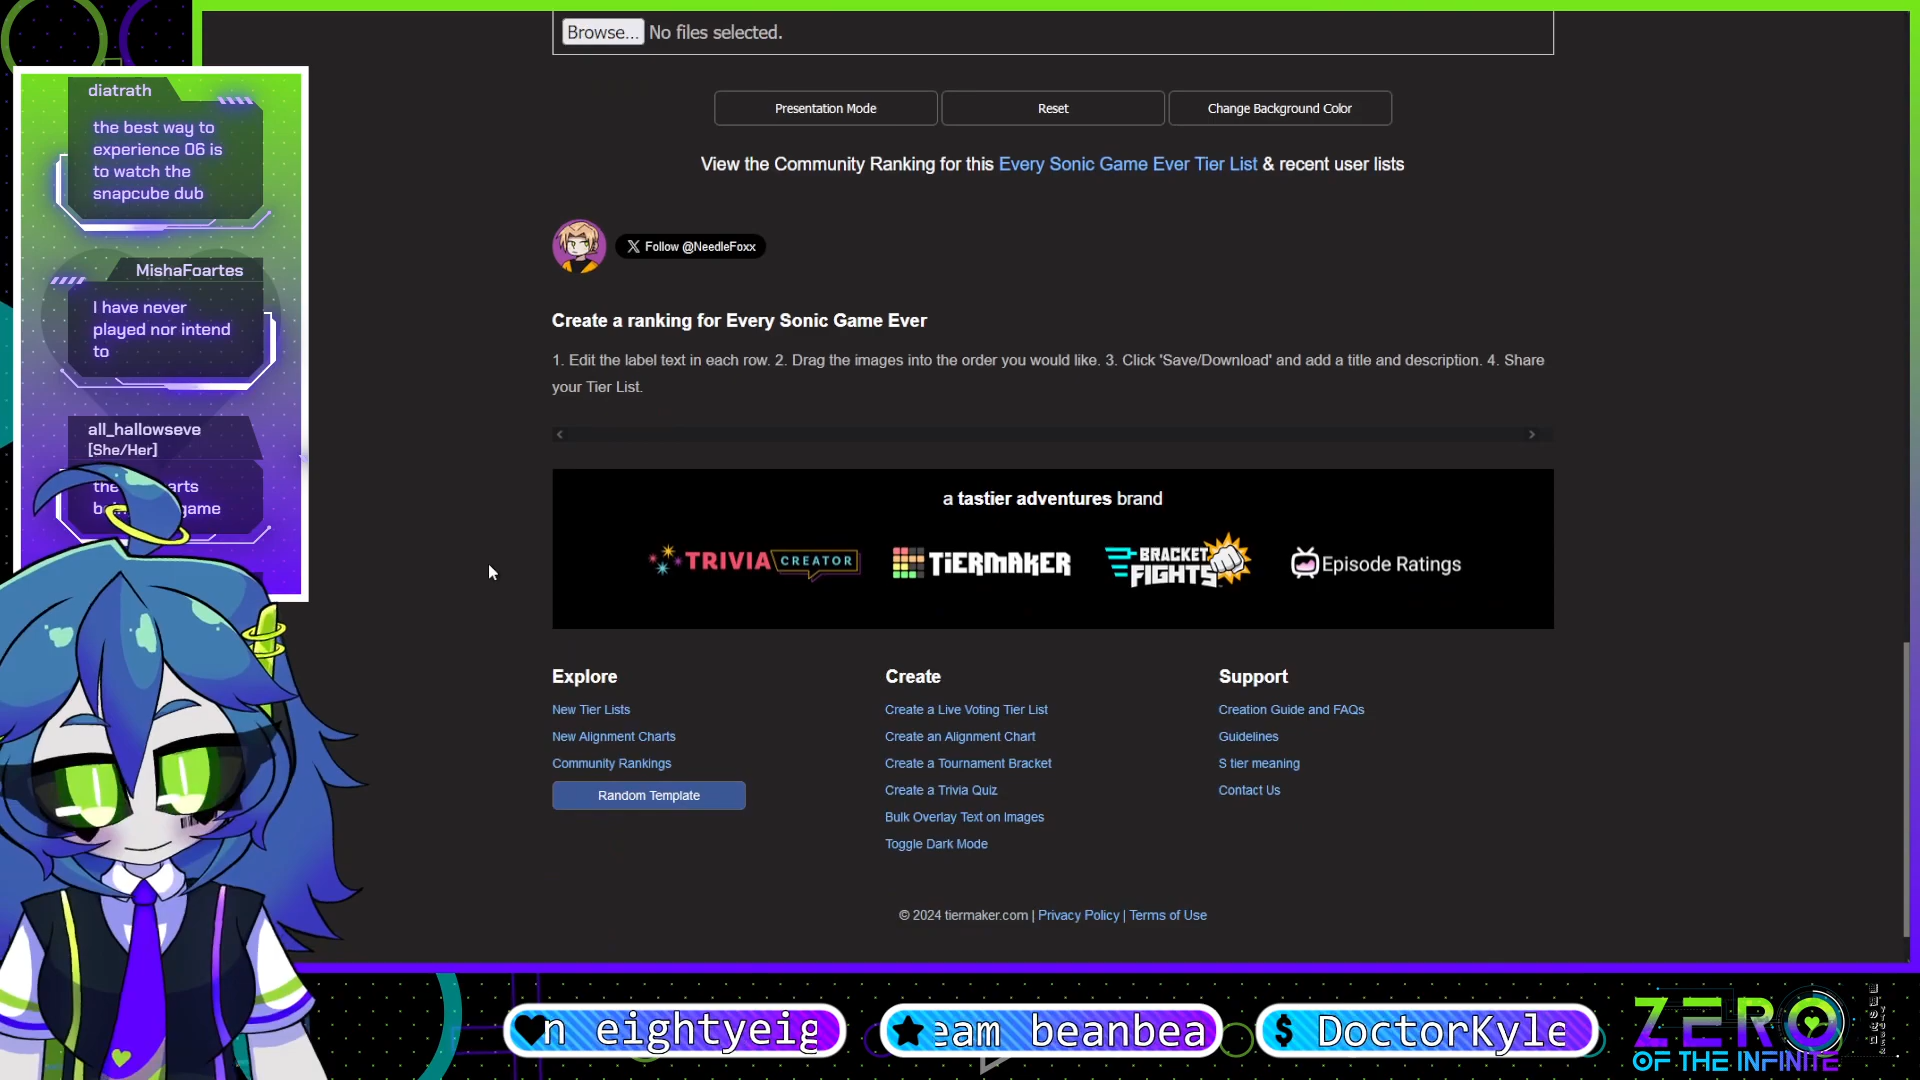 Browse... No files selected.
Presentation Mode
Reset
Change Background Color
View the Community Ranking for this Every Sonic Game Ever Tier List & recent user lists
Follow @NeedleFoxx
Create a ranking for Every Sonic Game Ever
1. Edit the label text in each row. 2. Drag the images into the order you would like. 3. Click 'Save/Download' and add a title and description. 4. Share
your Tier List.
a tastier adventures brand
TRIVIA CREATOR
TIERMAKER
BRACKET
FIGHTS
Episode Ratings
Explore
New Tier Lists
New Alignment Charts
Community Rankings
Random Template
Create
Create a Live Voting Tier List
Create an Alignment Chart
Create a Tournament Bracket
Create a Trivia Quiz
Bulk Overlay Text on Images
Toggle Dark Mode
Support
Creation Guide and FAQs
Guidelines
S tier meaning
Contact Us
© 2024 tiermaker.com | Privacy Policy | Terms of Use
diatrath
the best way to
experience 06 is
to watch the
snapcube dub
MishaFoartes
I have never
played nor intend
to
all_hallowseve
[She/Her]
the arts
game
n eightyeig
eam beanbea
$ DoctorKyle
ZERO
OF THE INFINITE